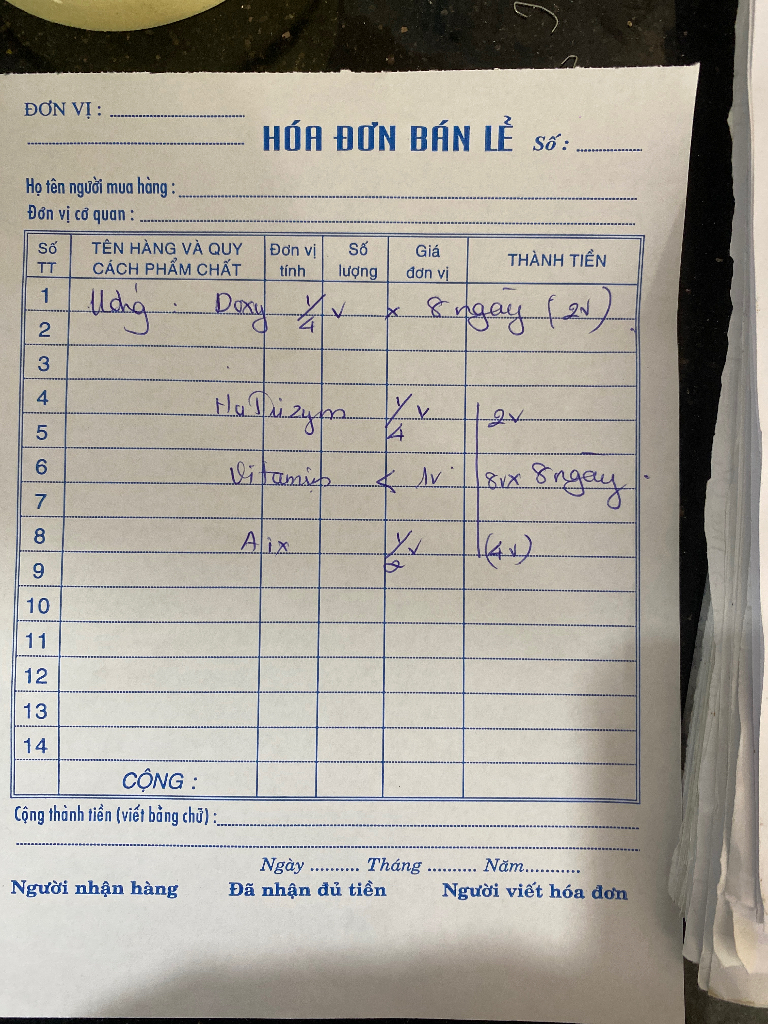 ĐƠN VỊ :
HÓA ĐƠN BÁN LẺ Số :
Họ tên người mua hàng :
Đơn vị cơ quan :
Số TT TÊN HÀNG VÀ QUY CÁCH PHẨM CHẤT Đơn vị tính Số lượng Giá đơn vị THÀNH TIỀN
1 Uống . Doxy 1/4 v x 8 ngày (2v)
2
3
4 HaDizym 1/4 v 2v
5
6 Vitamin < 1v 8v x 8 ngày
7
8 Aix 1/2 v (4v)
9
10
11
12
13
14
CỘNG :
Cộng thành tiền (viết bằng chữ) :
Ngày .......... Tháng .......... Năm...........
Người nhận hàng Đã nhận đủ tiền Người viết hóa đơn